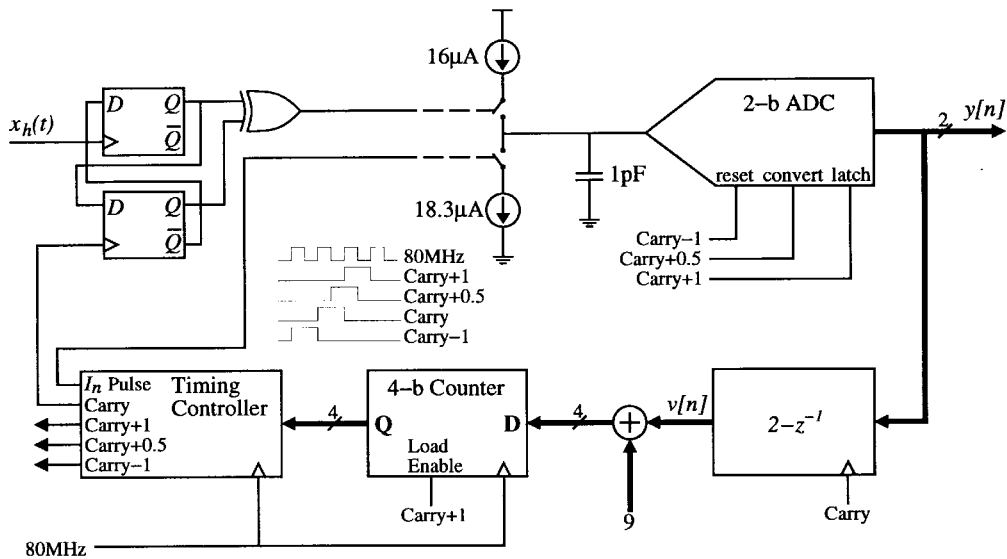 16μA
D Q
Q
x_h(t)
2-b ADC
2
y[n]
reset convert latch
1pF
D Q
Q
18.3μA
Carry-1
Carry+0.5
Carry+1
80MHz
Carry+1
Carry+0.5
Carry
Carry-1
I_n Pulse
Carry
Carry+1
Carry+0.5
Carry-1
Timing
Controller
4
4-b Counter
Q D
Load
Enable
Carry+1
4
+
9
v[n]
2-z^-1
Carry
80MHz